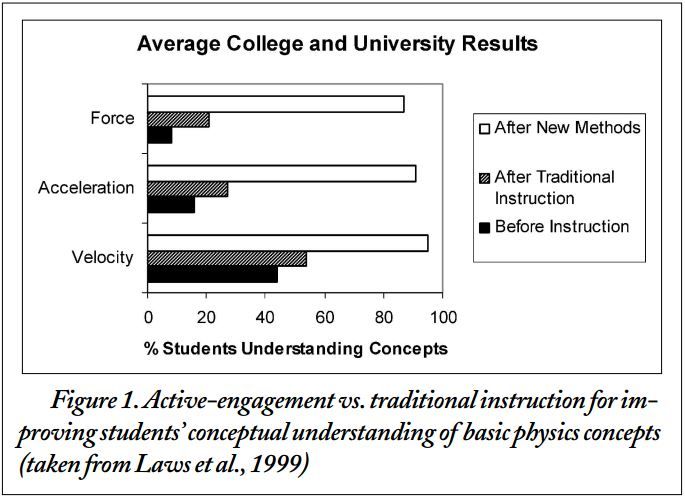 Average College and University Results
Force
Acceleration
Velocity
0 20 40 60 80 100
% Students Understanding Concepts
After New Methods
After Traditional
Instruction
Before Instruction
Figure 1. Active-engagement vs. traditional instruction for im-
proving students' conceptual understanding of basic physics concepts
(taken from Laws et al., 1999)